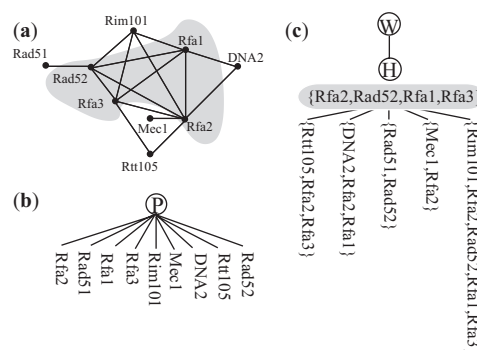 (a)
Rim101
Rfa1
Rad51
DNA2
Rad52
Rfa3
Mec1
Rfa2
Rtt105
(b)
P
Rfa2
Rad51
Rfa1
Rfa3
Rim101
Mec1
DNA2
Rtt105
Rad52
(c)
W
H
{Rfa2,Rad52,Rfa1,Rfa3}
{Rtt105,Rfa2,Rfa3}
{DNA2,Rfa2,Rfa1}
{Rad51,Rad52}
{Mec1,Rfa2}
{Rim101,Rfa2,Rad52,Rfa1,Rfa3